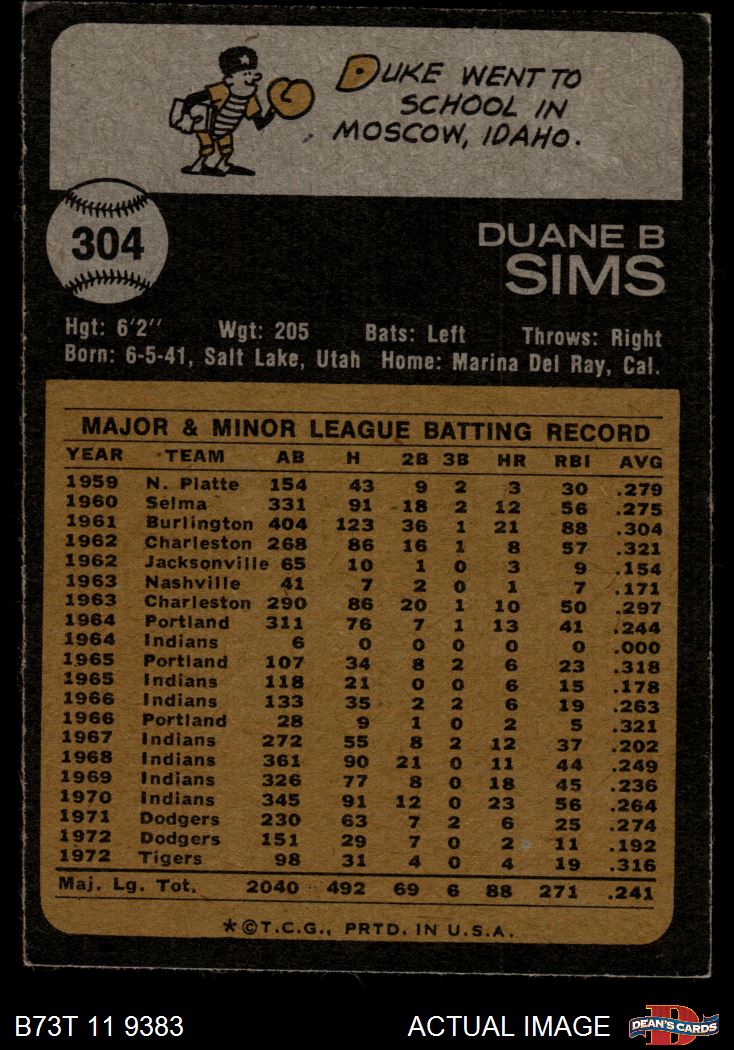 DUKE WENT TO
SCHOOL IN
MOSCOW, IDAHO.
304
DUANE B
SIMS
Hgt: 6'2" Wgt: 205 Bats: Left Throws: Right
Born: 6-5-41, Salt Lake, Utah Home: Marina Del Ray, Cal.
MAJOR & MINOR LEAGUE BATTING RECORD
YEAR TEAM AB H 2B 3B HR RBI AVG
1959 N. Platte 154 43 9 2 3 30 .279
1960 Selma 331 91 18 2 12 56 .275
1961 Burlington 404 123 36 1 21 88 .304
1962 Charleston 268 86 16 1 8 57 .321
1962 Jacksonville 65 10 1 0 3 9 .154
1963 Nashville 41 7 2 0 1 7 .171
1963 Charleston 290 86 20 1 10 50 .297
1964 Portland 311 76 7 1 13 41 .244
1964 Indians 6 0 0 0 0 0 .000
1965 Portland 107 34 8 2 6 23 .318
1965 Indians 118 21 0 0 6 15 .178
1966 Indians 133 35 2 2 6 19 .263
1966 Portland 28 9 1 0 2 5 .321
1967 Indians 272 55 8 2 12 37 .202
1968 Indians 361 90 21 0 11 44 .249
1969 Indians 326 77 8 0 18 45 .236
1970 Indians 345 91 12 0 23 56 .264
1971 Dodgers 230 63 7 2 6 25 .274
1972 Dodgers 151 29 7 0 2 11 .192
1972 Tigers 98 31 4 0 4 19 .316
Maj. Lg. Tot. 2040 492 69 6 88 271 .241
*©T.C.G., PRTD. IN U.S.A.
B73T 11 9383 ACTUAL IMAGE DEAN'S CARDS